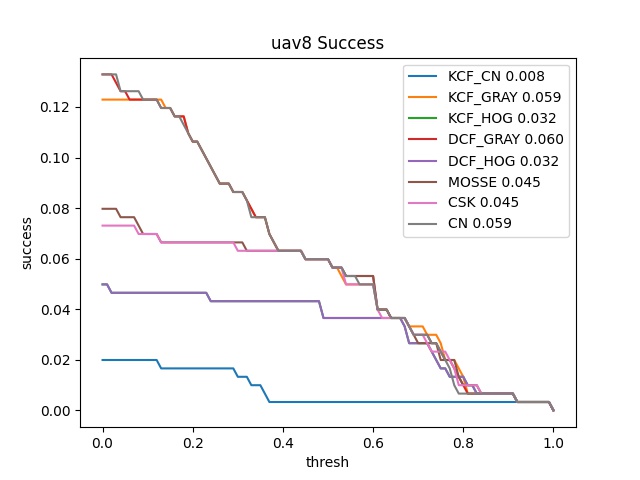 uav8 Success
success
0.12
0.10
0.08
0.06
0.04
0.02
0.00
KCF_CN 0.008
KCF_GRAY 0.059
KCF_HOG 0.032
DCF_GRAY 0.060
DCF_HOG 0.032
MOSSE 0.045
CSK 0.045
CN 0.059
0.0 0.2 0.4 0.6 0.8 1.0
thresh